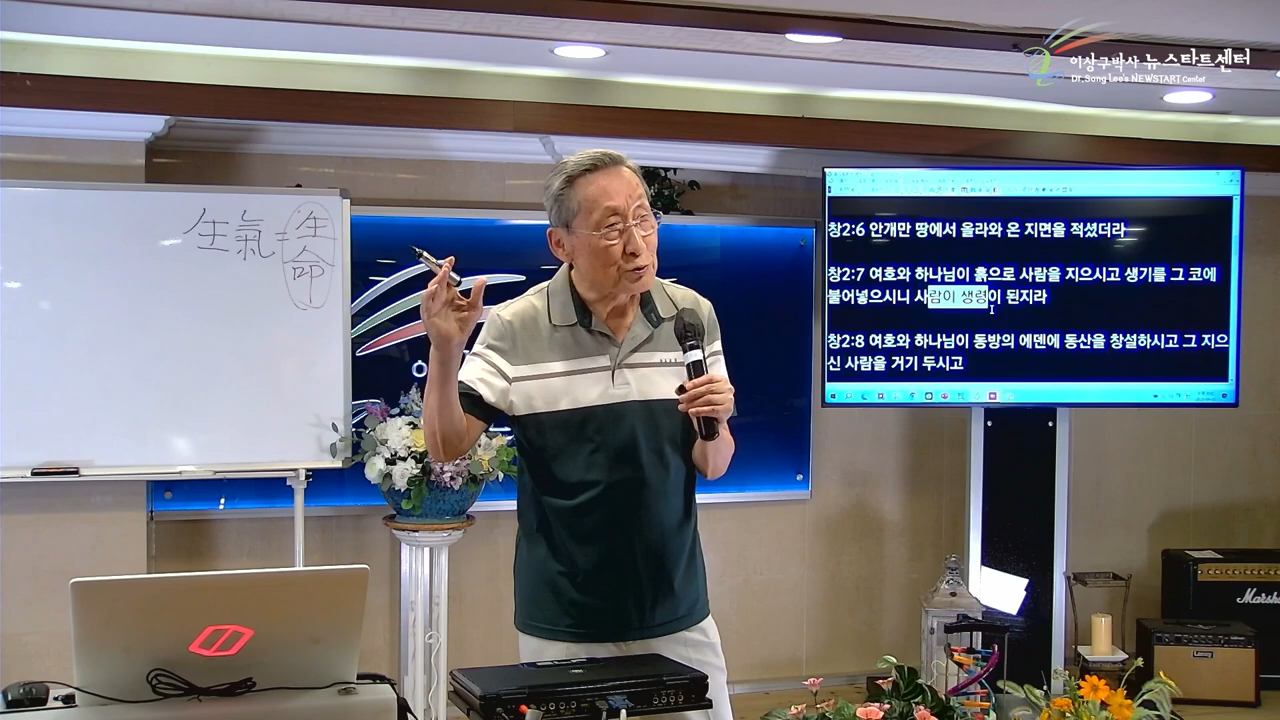 이상구박사 뉴스타트센터
Dr.Sang Lee's NEWSTART Center
生氣=生命
창2:6 안개만 땅에서 올라와 온 지면을 적셨더라
창2:7 여호와 하나님이 흙으로 사람을 지으시고 생기를 그 코에
불어넣으시니 사람이 생령이 된지라
창2:8 여호와 하나님이 동방의 에덴에 동산을 창설하시고 그 지으
신 사람을 거기 두시고
Marsh
Laney